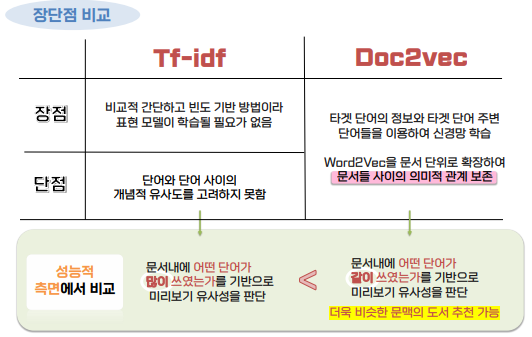 장단점 비교
Tf-idf
Doc2vec
장점
비교적 간단하고 빈도 기반 방법이라
표현 모델이 학습될 필요가 없음
타겟 단어의 정보와 타겟 단어 주변
단어들을 이용하여 신경망 학습
Word2Vec을 문서 단위로 확장하여
문서들 사이의 의미적 관계 보존
단점
단어와 단어 사이의
개념적 유사도를 고려하지 못함
성능적
측면에서 비교
문서내에 어떤 단어가
많이 쓰였는가를 기반으로
미리보기 유사성을 판단
<
문서내에 어떤 단어가
같이 쓰였는가를 기반으로
미리보기 유사성을 판단
더욱 비슷한 문맥의 도서 추천 가능